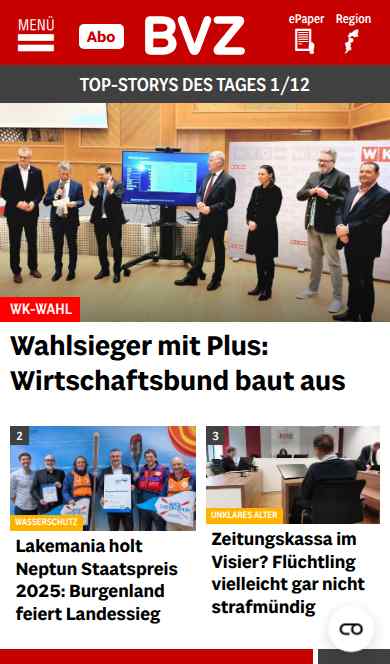 MENÜ
Abo
BVZ
ePaper
Region
TOP-STORYS DES TAGES 1/12
WK-WAHL
Wahlsieger mit Plus:
Wirtschaftsbund baut aus
2
WASSERSCHUTZ
Lakemania holt
Neptun Staatspreis
2025: Burgenland
feiert Landessieg
3
UNKLARES ALTER
Zeitungskassa im
Visier? Flüchtling
vielleicht gar nicht
strafmündig